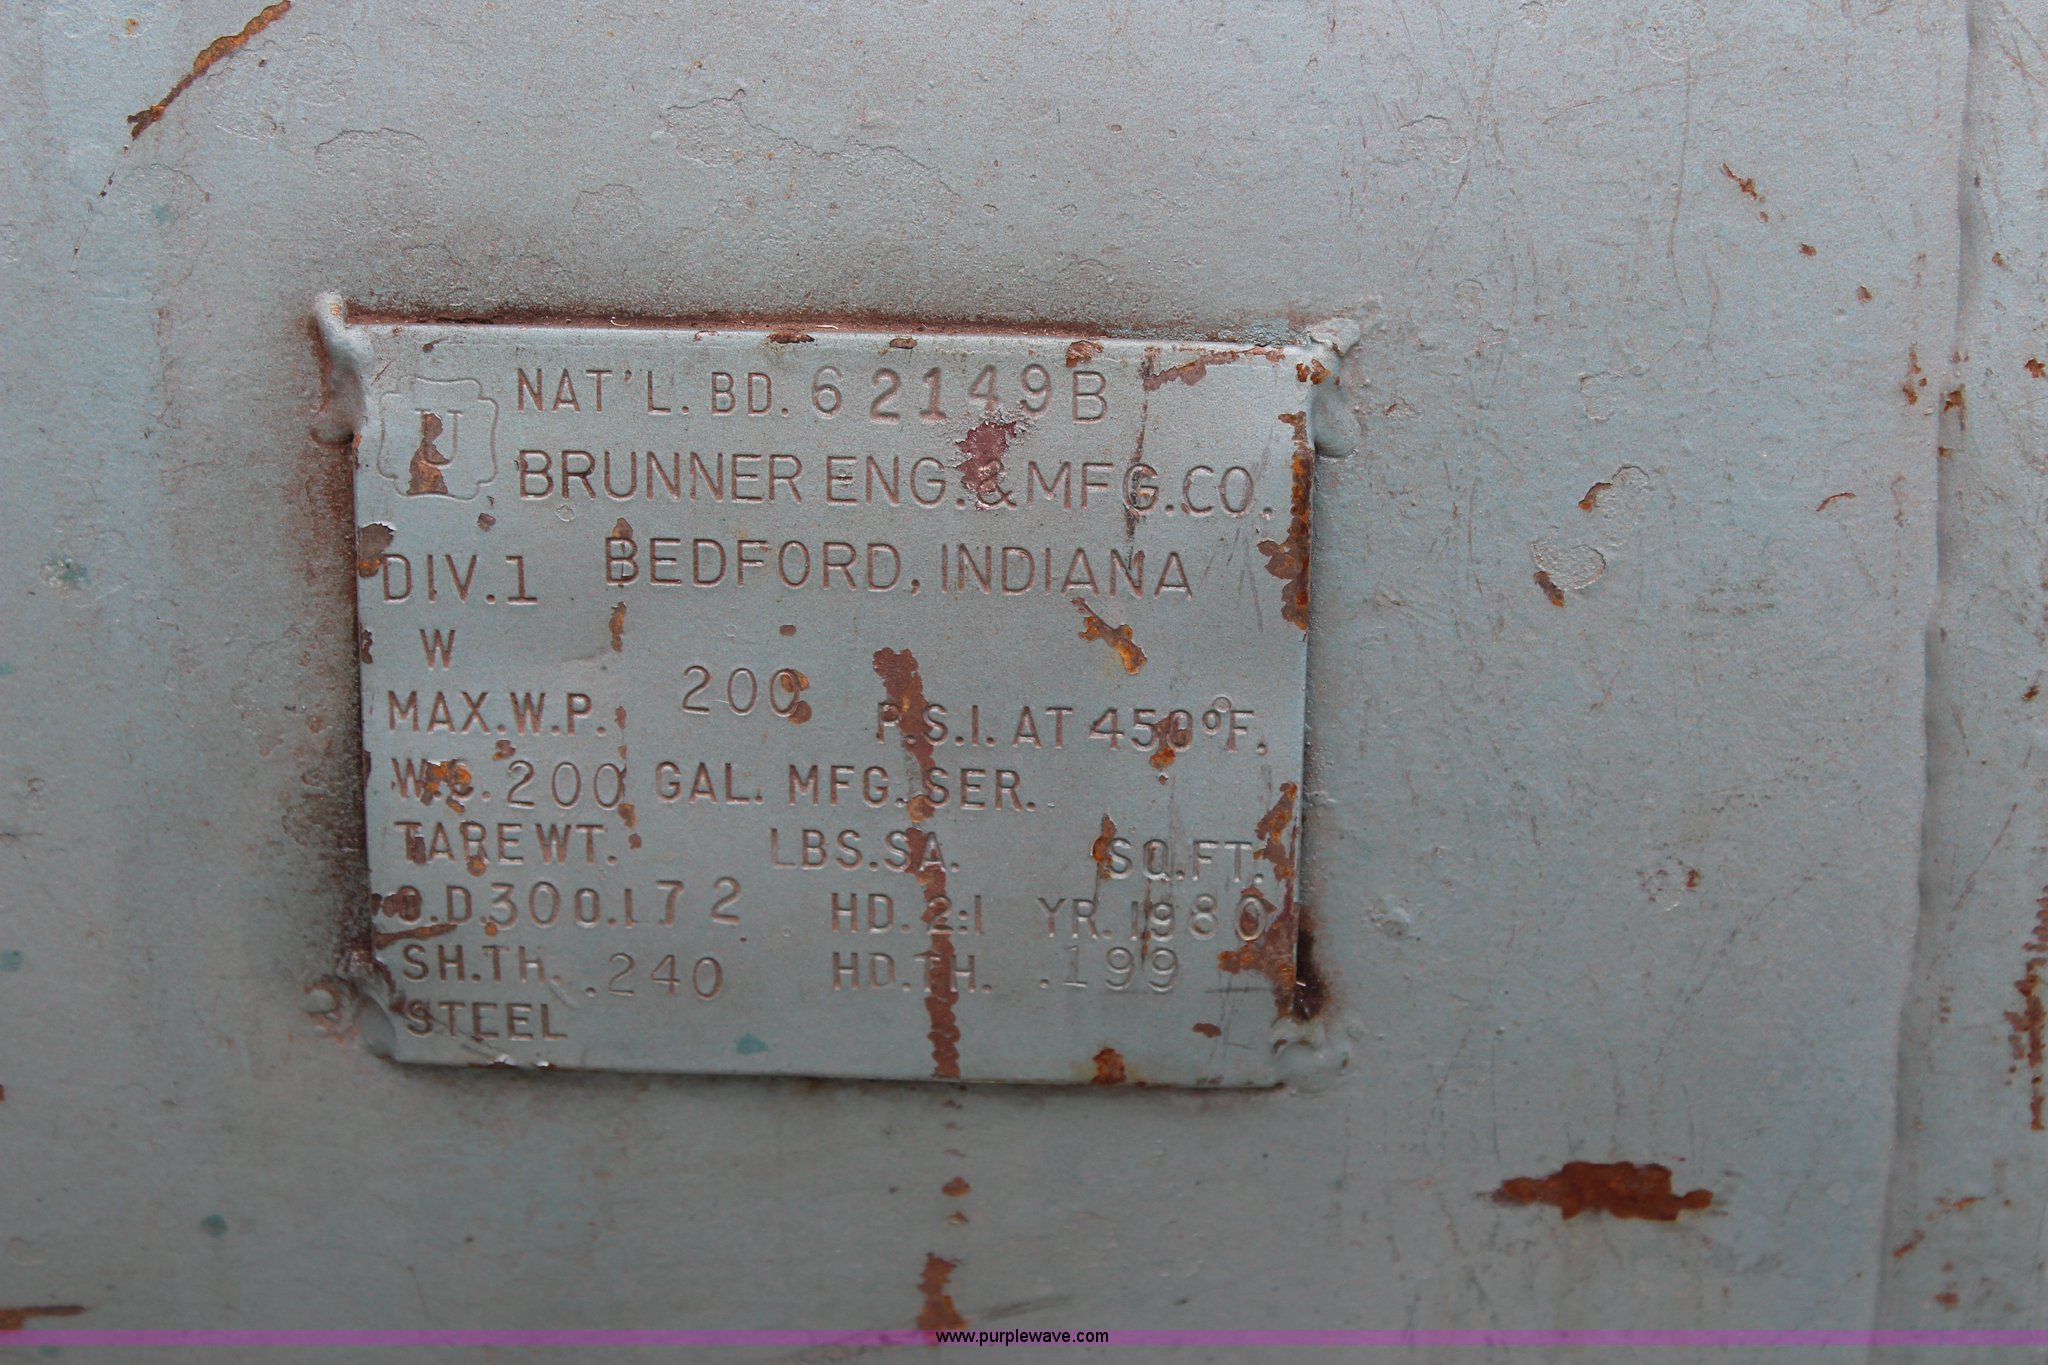 U NAT'L. BD. 62149B
BRUNNER ENG. & MFG. CO.
BEDFORD, INDIANA
DIV. 1
W
MAX. W.P. 200 P.S.I. AT 450°F.
W.C. 200 GAL. MFG. SER.
TARE WT. LBS. SA. SQ. FT.
O.D. 300.172 HD. 2:1 YR. 1980
SH. TH. .240 HD. TH. .199
STEEL
www.purplewave.com